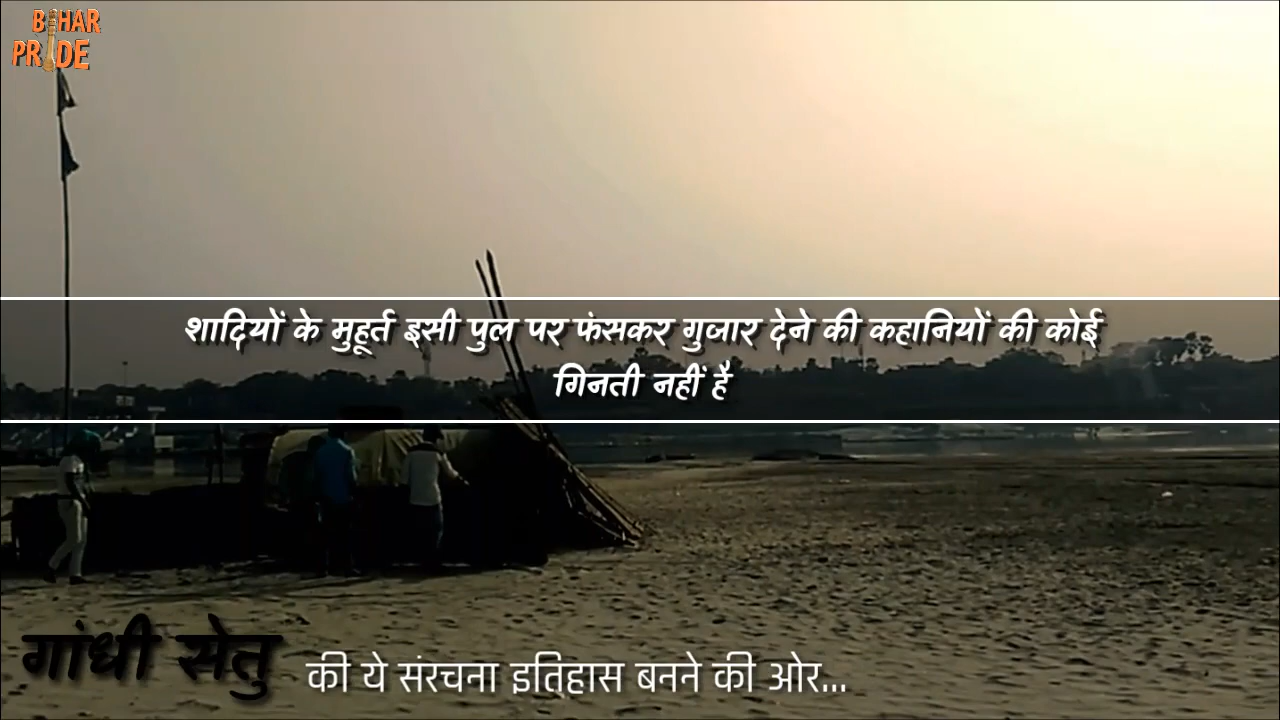 BIHAR
PRIDE
शादियों के मुहूर्त इसी पुल पर फंसकर गुजार देने की कहानियों की कोई
गिनती नहीं है
गांधी सेतु की ये संरचना इतिहास बनने की ओर...